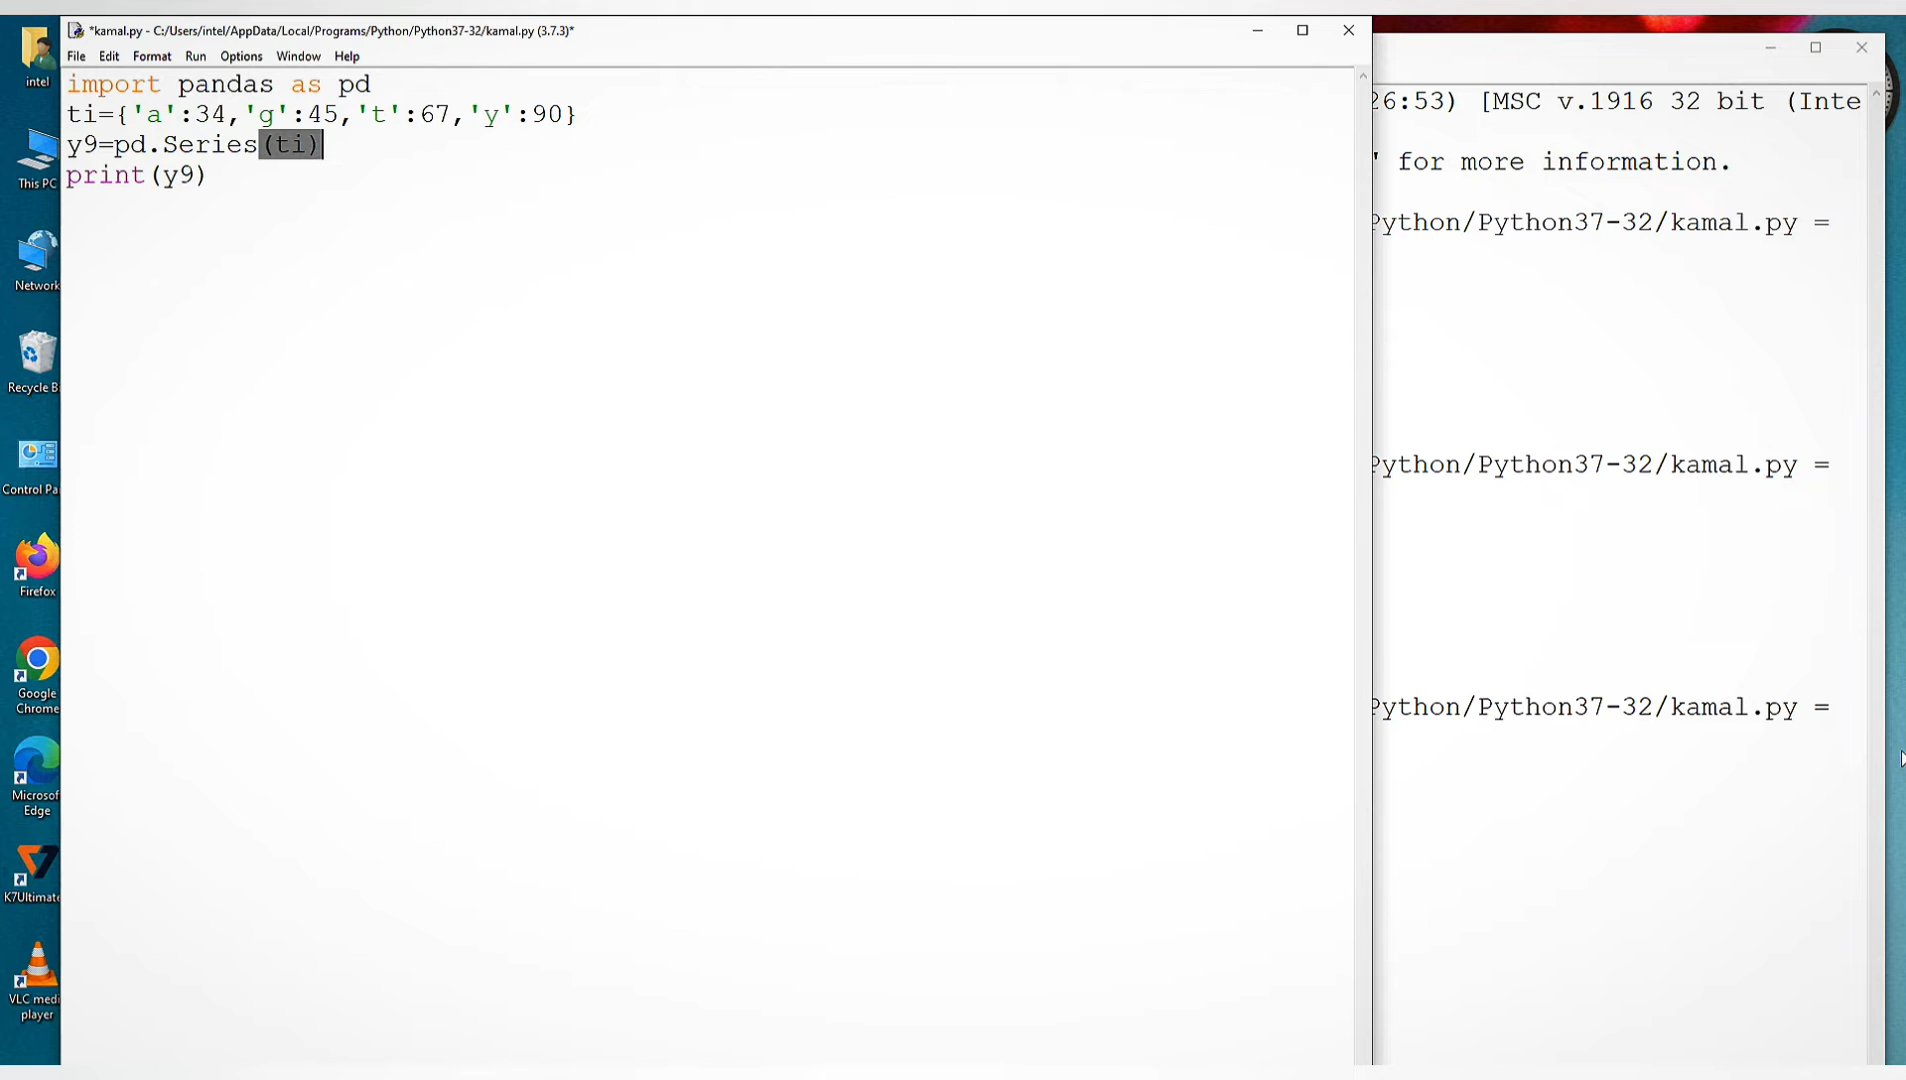 *kamal.py - C:/Users/intel/AppData/Local/Programs/Python/Python37-32/kamal.py (3.7.3)*
File Edit Format Run Options Window Help
import pandas as pd
ti={'a':34,'g':45,'t':67,'y':90}
y9=pd.Series(ti)
print(y9)
26:53) [MSC v.1916 32 bit (Inte
' for more information.
Python/Python37-32/kamal.py =
Python/Python37-32/kamal.py =
Python/Python37-32/kamal.py =
intel
This PC
Network
Recycle B
Control Pa
Firefox
Google
Chrome
Microsof
Edge
K7Ultimate
VLC medi
player